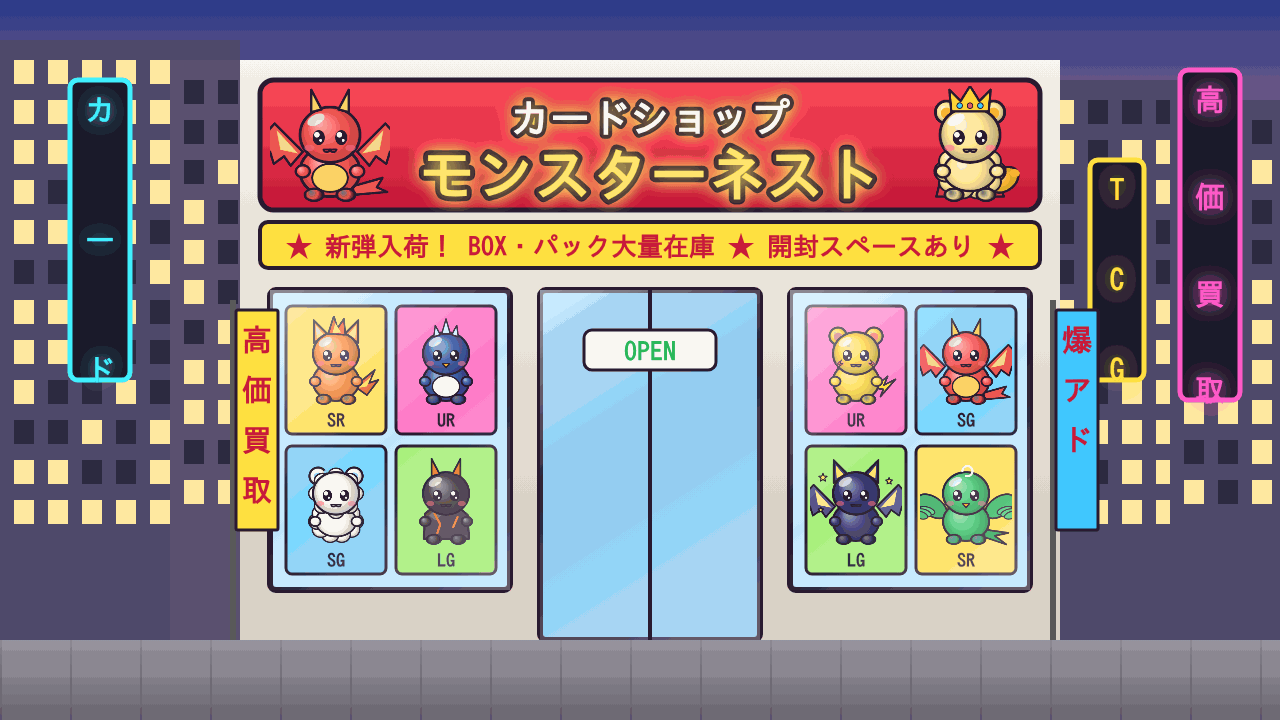 カード
カードショップ
モンスターネスト
★ 新弾入荷！ BOX・パック大量在庫 ★ 開封スペースあり ★
高価買取
TCG
高価買取
爆アド
OPEN
SR
UR
UR
SG
SG
LG
LG
SR